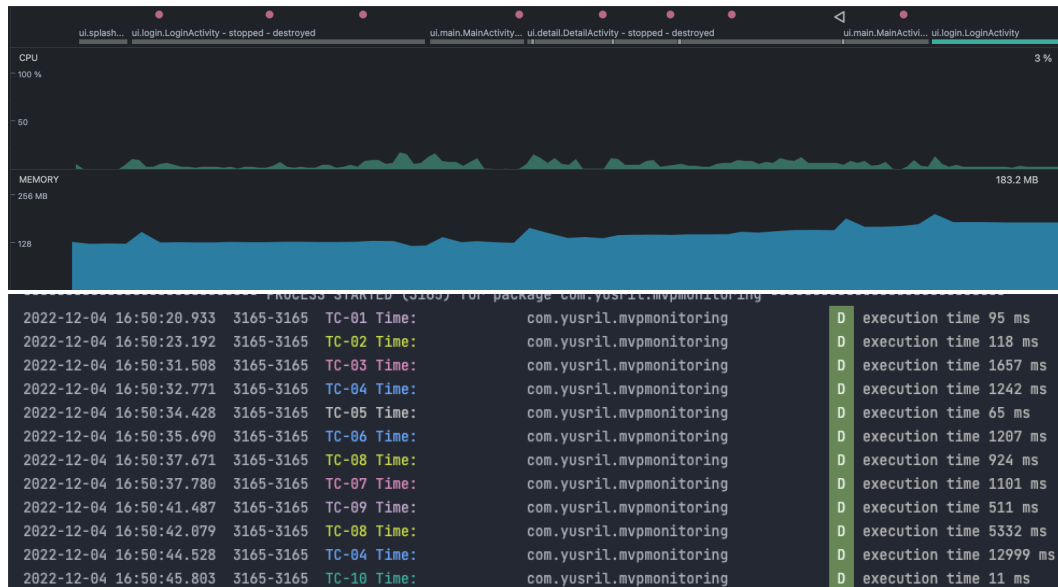 ui.splash... ui.login.LoginActivity - stopped - destroyed ui.main.MainActivity... ui.detail.DetailActivity - stopped - destroyed ui.main.MainActivi... ui.login.LoginActivity
CPU 3 %
100 %
50
MEMORY 183.2 MB
256 MB
128
PROCESS STARTED (3165) for package com.yusril.mvpmonitoring
2022-12-04 16:50:20.933 3165-3165 TC-01 Time: com.yusril.mvpmonitoring D execution time 95 ms
2022-12-04 16:50:23.192 3165-3165 TC-02 Time: com.yusril.mvpmonitoring D execution time 118 ms
2022-12-04 16:50:31.508 3165-3165 TC-03 Time: com.yusril.mvpmonitoring D execution time 1657 ms
2022-12-04 16:50:32.771 3165-3165 TC-04 Time: com.yusril.mvpmonitoring D execution time 1242 ms
2022-12-04 16:50:34.428 3165-3165 TC-05 Time: com.yusril.mvpmonitoring D execution time 65 ms
2022-12-04 16:50:35.690 3165-3165 TC-06 Time: com.yusril.mvpmonitoring D execution time 1207 ms
2022-12-04 16:50:37.671 3165-3165 TC-08 Time: com.yusril.mvpmonitoring D execution time 924 ms
2022-12-04 16:50:37.780 3165-3165 TC-07 Time: com.yusril.mvpmonitoring D execution time 1101 ms
2022-12-04 16:50:41.487 3165-3165 TC-09 Time: com.yusril.mvpmonitoring D execution time 511 ms
2022-12-04 16:50:42.079 3165-3165 TC-08 Time: com.yusril.mvpmonitoring D execution time 5332 ms
2022-12-04 16:50:44.528 3165-3165 TC-04 Time: com.yusril.mvpmonitoring D execution time 12999 ms
2022-12-04 16:50:45.803 3165-3165 TC-10 Time: com.yusril.mvpmonitoring D execution time 11 ms